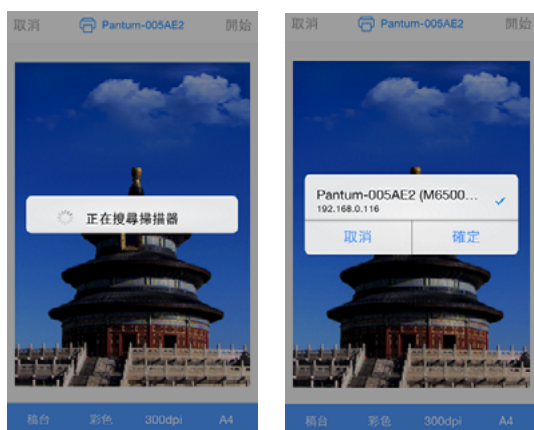 取消 Pantum-005AE2 開始
正在搜尋掃描器
稿台 彩色 300dpi A4
取消 Pantum-005AE2 開始
Pantum-005AE2 (M6500...
192.168.0.116
取消 確定
稿台 彩色 300dpi A4